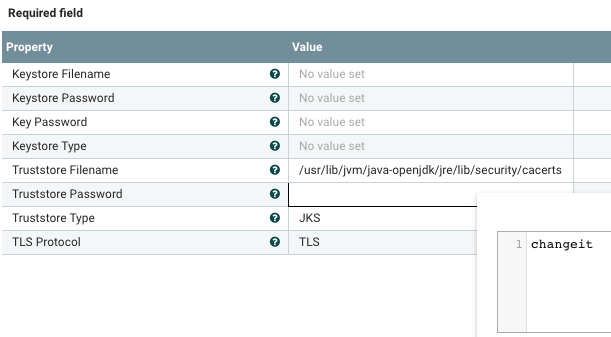 Required field
Property Value
Keystore Filename ? No value set
Keystore Password ? No value set
Key Password ? No value set
Keystore Type ? No value set
Truststore Filename ? /usr/lib/jvm/java-openjdk/jre/lib/security/cacerts
Truststore Password ?
Truststore Type ? JKS
TLS Protocol ? TLS
1 changeit